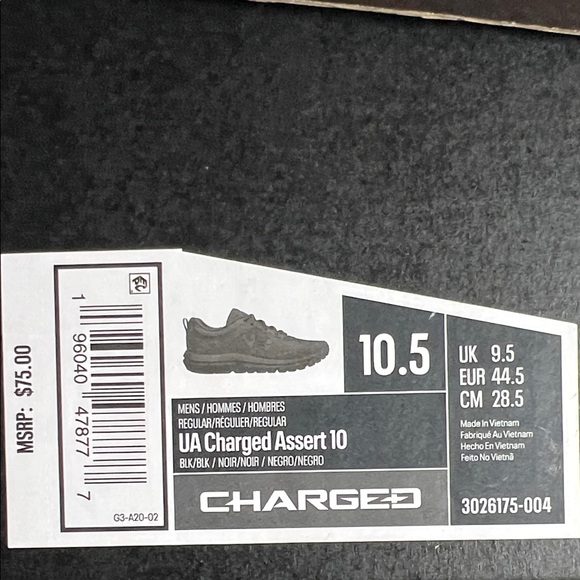 MSRP: $75.00
1 96040 47877 7
G3-A20-02
10.5
UK 9.5
EUR 44.5
CM 28.5
MENS / HOMMES / HOMBRES
REGULAR/RÉGULIER/REGULAR
UA Charged Assert 10
BLK/BLK / NOIR/NOIR / NEGRO/NEGRO
Made In Vietnam
Fabriqué Au Vietnam
Hecho En Vietnam
Feito No Vietnã
CHARGED
3026175-004